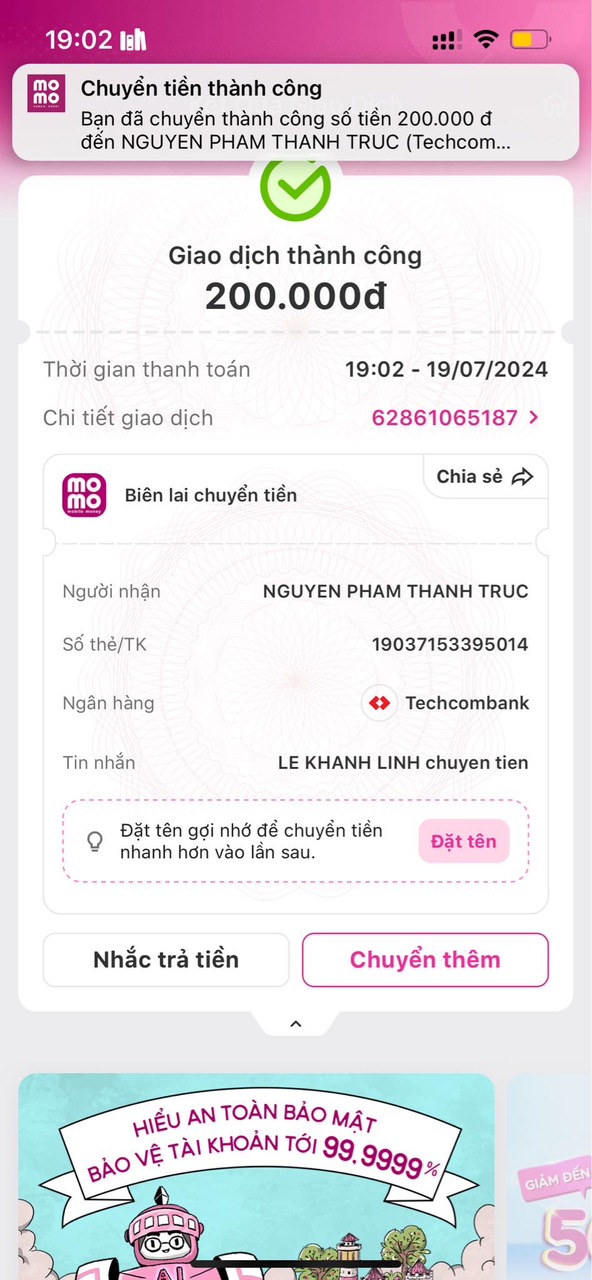 19:02
mo
mo
Chuyển tiền thành công
Bạn đã chuyển thành công số tiền 200.000 đ
đến NGUYEN PHAM THANH TRUC (Techcom...
Giao dịch thành công
200.000đ
Thời gian thanh toán 19:02 - 19/07/2024
Chi tiết giao dịch 62861065187 >
Chia sẻ
mo
mo
mobile money
Biên lai chuyển tiền
Người nhận NGUYEN PHAM THANH TRUC
Số thẻ/TK 19037153395014
Ngân hàng Techcombank
Tin nhắn LE KHANH LINH chuyen tien
Đặt tên gợi nhớ để chuyển tiền
nhanh hơn vào lần sau.
Đặt tên
Nhắc trả tiền Chuyển thêm
HIỂU AN TOÀN BẢO MẬT
BẢO VỆ TÀI KHOẢN TỚI 99.9999%
GIẢM ĐẾN
5
AI